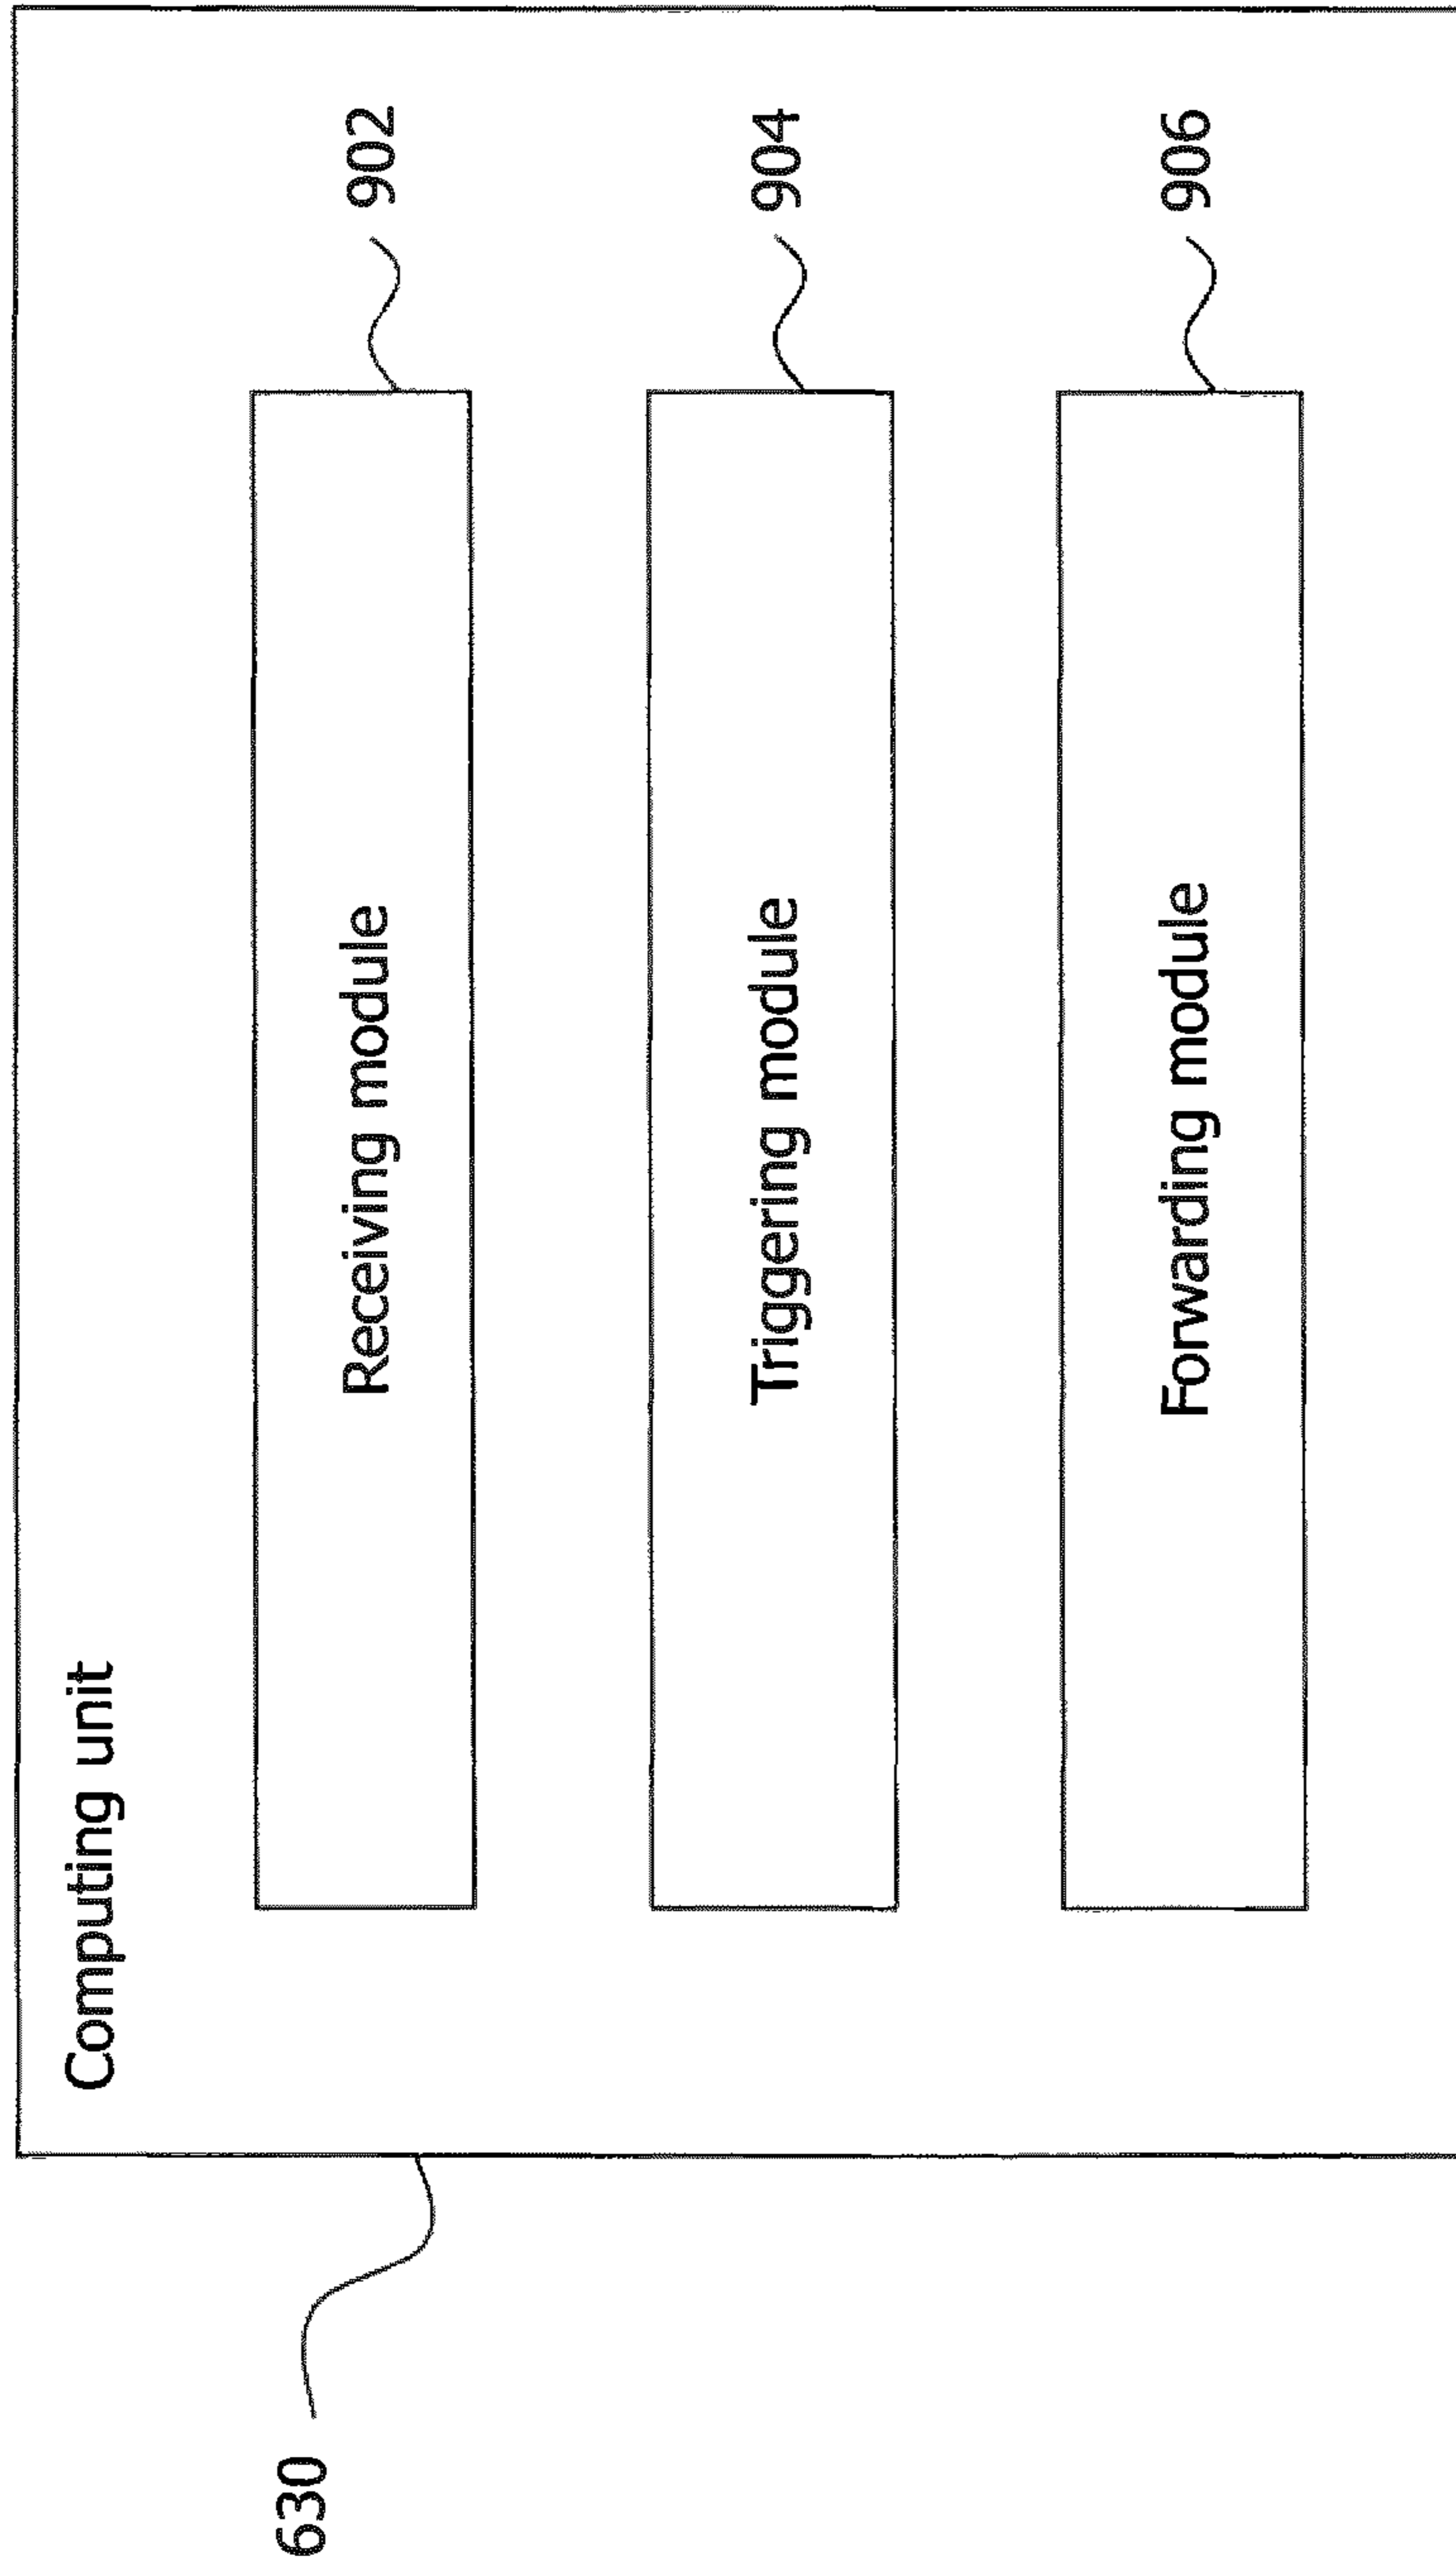 Computing unit
630
Receiving module
902
Triggering module
904
Forwarding module
906